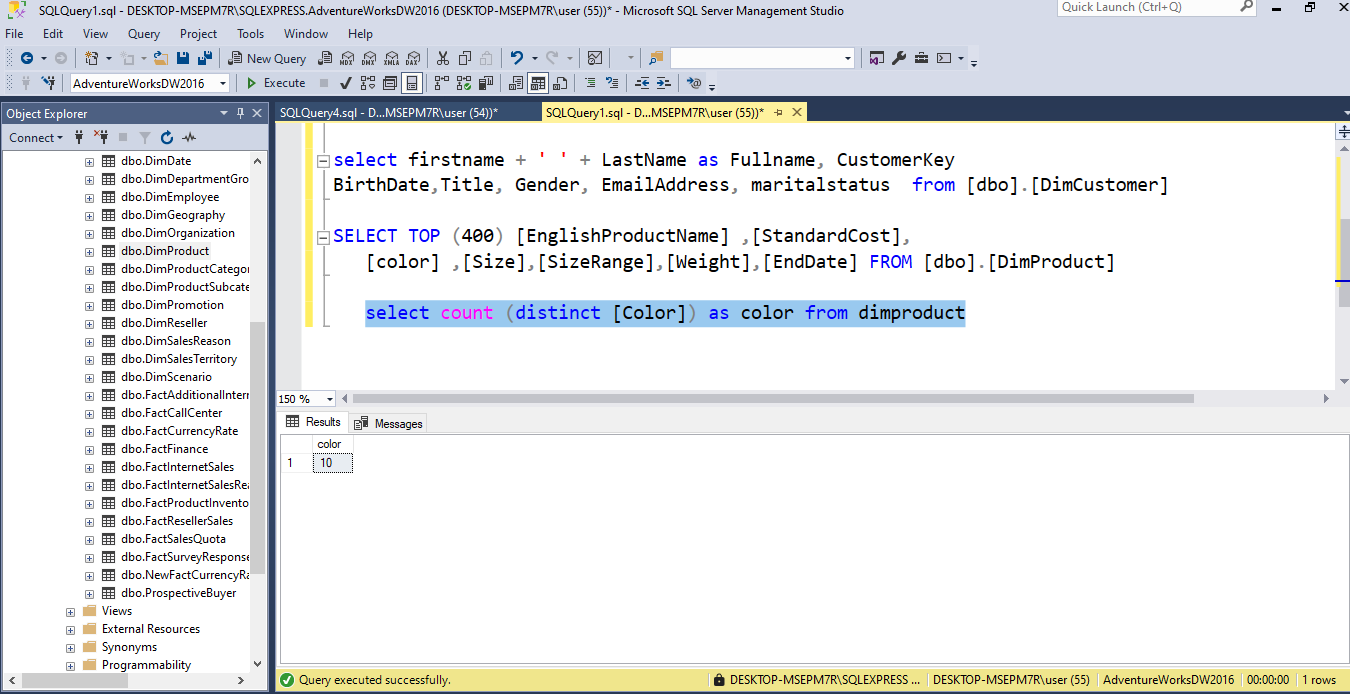 SQLQuery1.sql - DESKTOP-MSEPM7R\SQLEXPRESS.AdventureWorksDW2016 (DESKTOP-MSEPM7R\user (55))* - Microsoft SQL Server Management Studio
Quick Launch (Ctrl+Q)
File Edit View Query Project Tools Window Help
New Query MDX DMX XMLA DAX
AdventureWorksDW2016 Execute
Object Explorer
SQLQuery4.sql - D...MSEPM7R\user (54))*
SQLQuery1.sql - D...MSEPM7R\user (55))*
Connect
dbo.DimDate
dbo.DimDepartmentGro
dbo.DimEmployee
dbo.DimGeography
dbo.DimOrganization
dbo.DimProduct
dbo.DimProductCategor
dbo.DimProductSubcate
dbo.DimPromotion
dbo.DimReseller
dbo.DimSalesReason
dbo.DimSalesTerritory
dbo.DimScenario
dbo.FactAdditionalIntern
dbo.FactCallCenter
dbo.FactCurrencyRate
dbo.FactFinance
dbo.FactInternetSales
dbo.FactInternetSalesRea
dbo.FactProductInvento
dbo.FactResellerSales
dbo.FactSalesQuota
dbo.FactSurveyResponse
dbo.NewFactCurrencyRa
dbo.ProspectiveBuyer
Views
External Resources
Synonyms
Programmability
select firstname + ' ' + LastName as Fullname, CustomerKey
BirthDate,Title, Gender, EmailAddress, maritalstatus  from [dbo].[DimCustomer]
SELECT TOP (400) [EnglishProductName] ,[StandardCost],
[color] ,[Size],[SizeRange],[Weight],[EndDate] FROM [dbo].[DimProduct]
select count (distinct [Color]) as color from dimproduct
150 %
Results Messages
color
1 10
Query executed successfully.
DESKTOP-MSEPM7R\SQLEXPRESS ... DESKTOP-MSEPM7R\user (55) AdventureWorksDW2016 00:00:00 1 rows